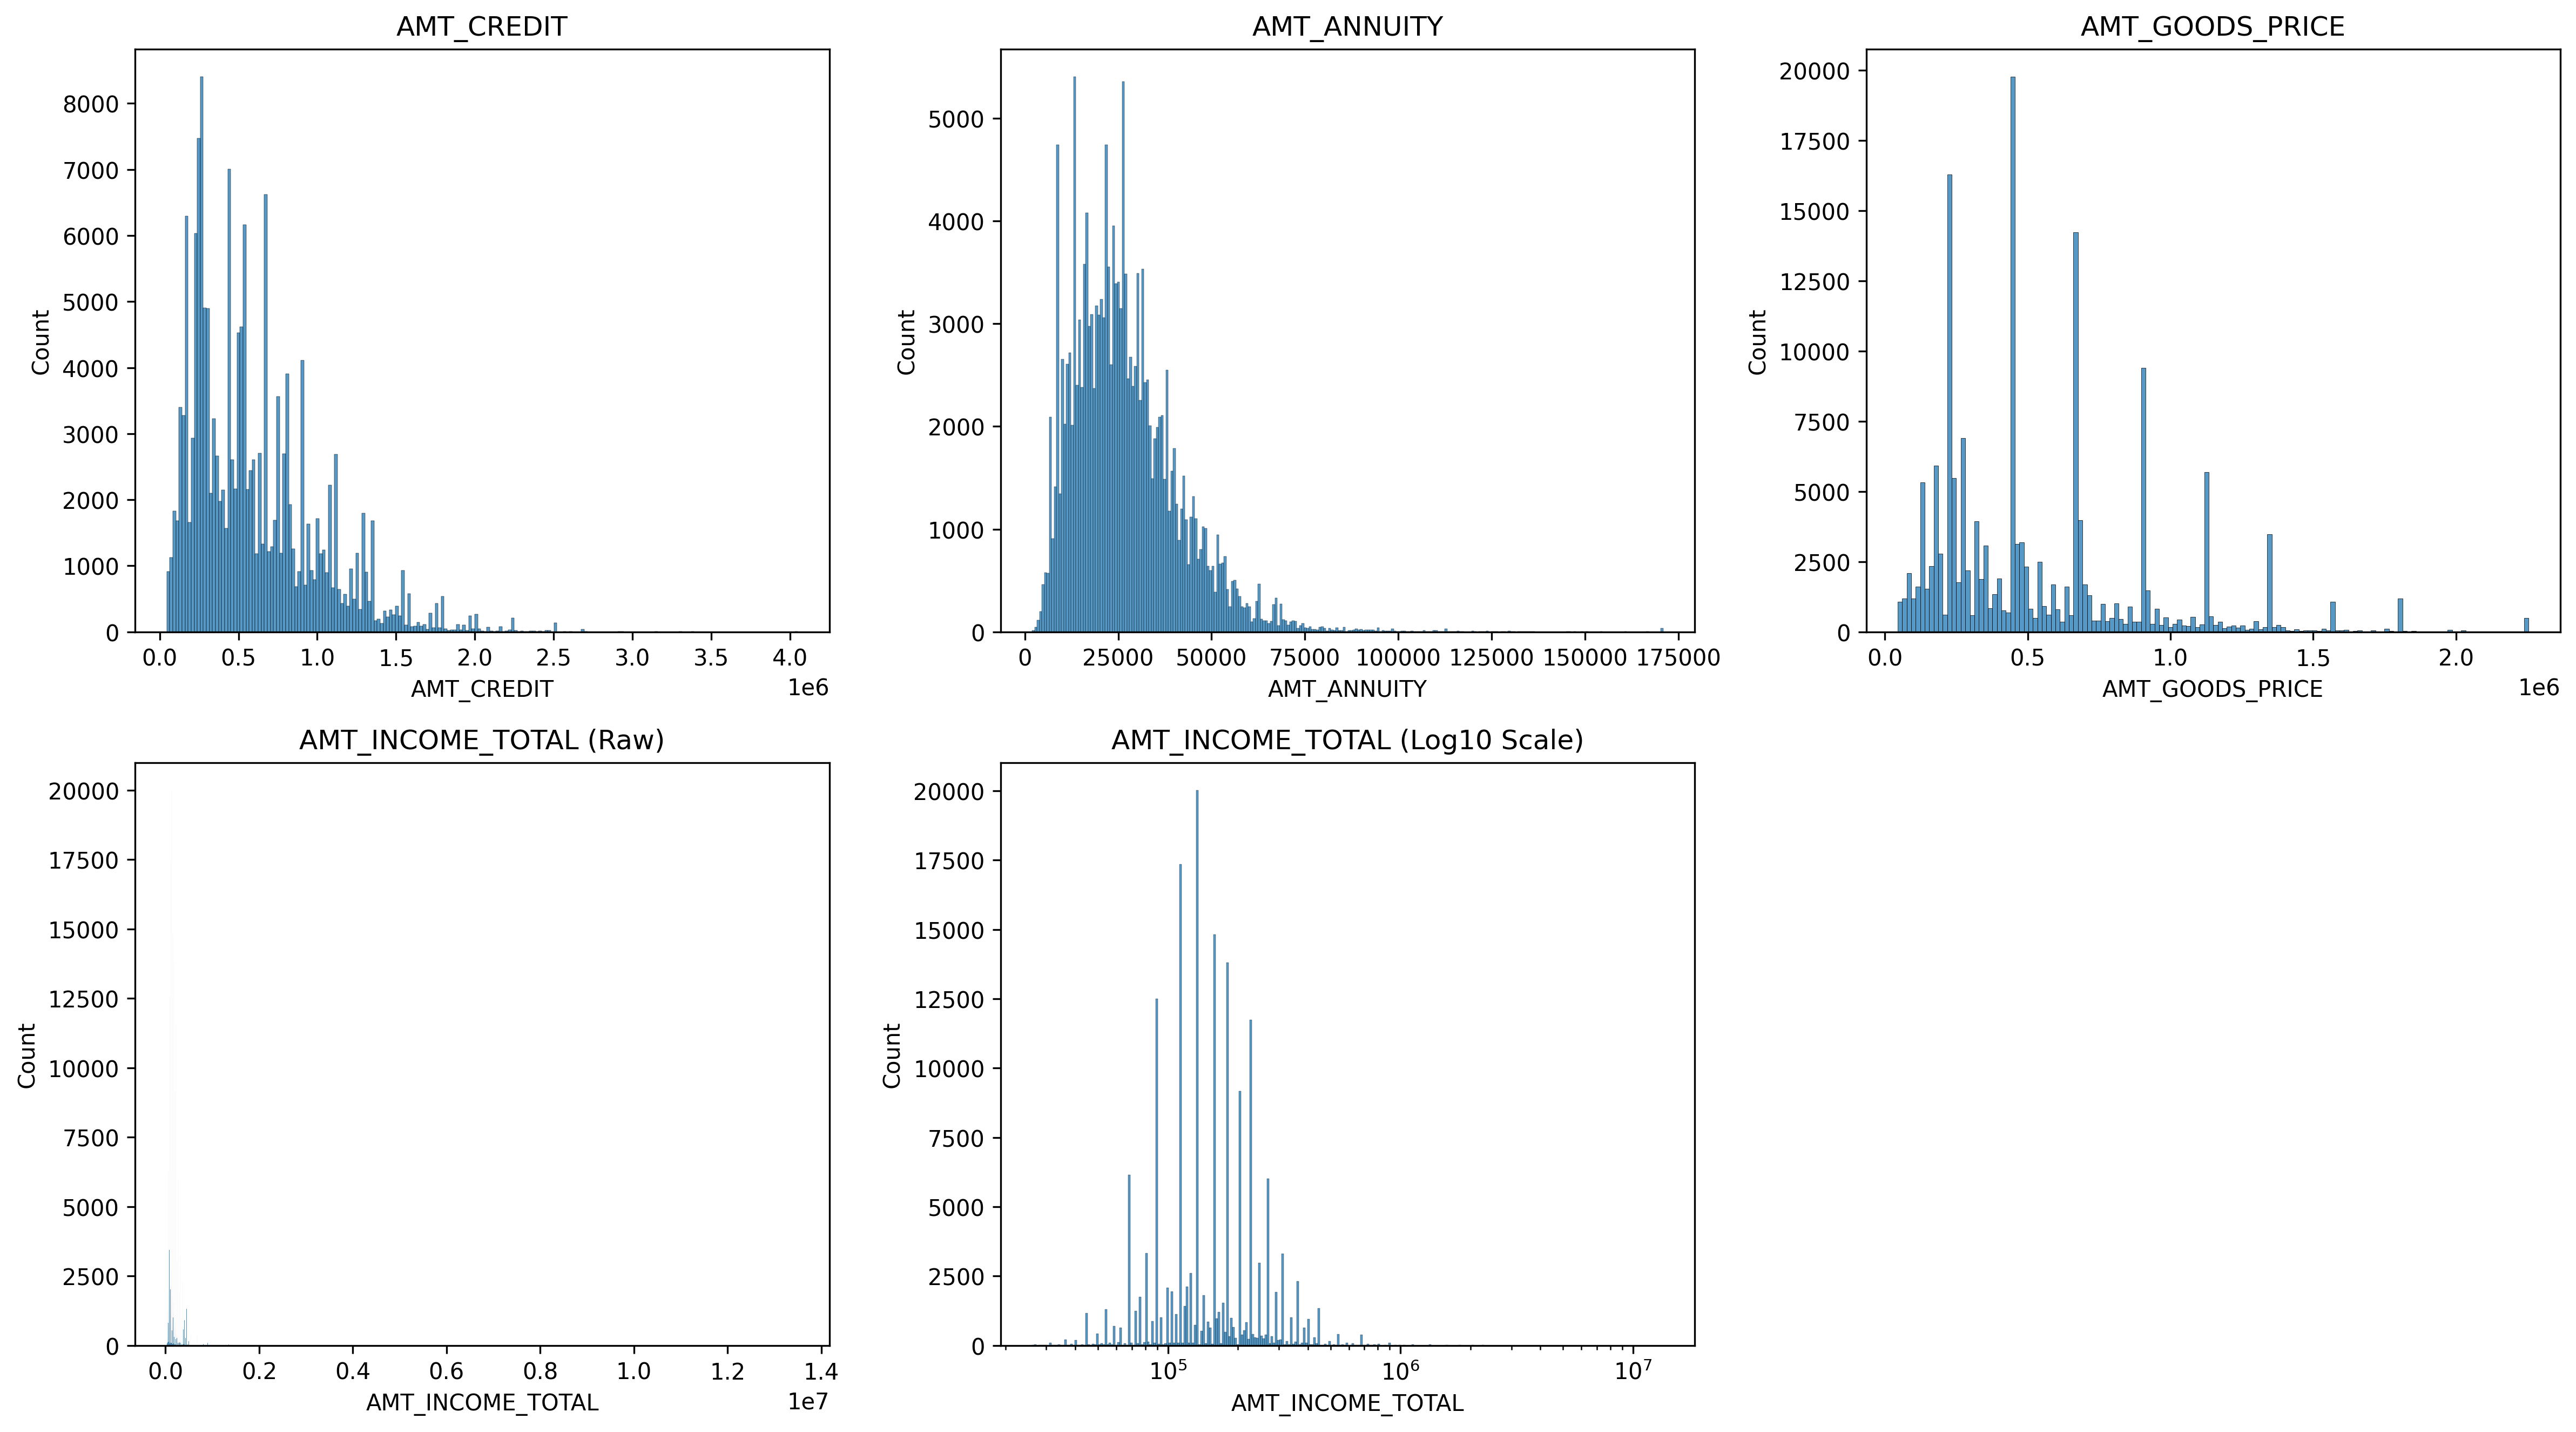 AMT_CREDIT
Count
8000
7000
6000
5000
4000
3000
2000
1000
0
0.0 0.5 1.0 1.5 2.0 2.5 3.0 3.5 4.0
1e6
AMT_CREDIT
AMT_ANNUITY
Count
5000
4000
3000
2000
1000
0
0 25000 50000 75000 100000 125000 150000 175000
AMT_ANNUITY
AMT_GOODS_PRICE
Count
20000
17500
15000
12500
10000
7500
5000
2500
0
0.0 0.5 1.0 1.5 2.0
1e6
AMT_GOODS_PRICE
AMT_INCOME_TOTAL (Raw)
Count
20000
17500
15000
12500
10000
7500
5000
2500
0
0.0 0.2 0.4 0.6 0.8 1.0 1.2 1.4
1e7
AMT_INCOME_TOTAL
AMT_INCOME_TOTAL (Log10 Scale)
Count
20000
17500
15000
12500
10000
7500
5000
2500
0
10⁵ 10⁶ 10⁷
AMT_INCOME_TOTAL